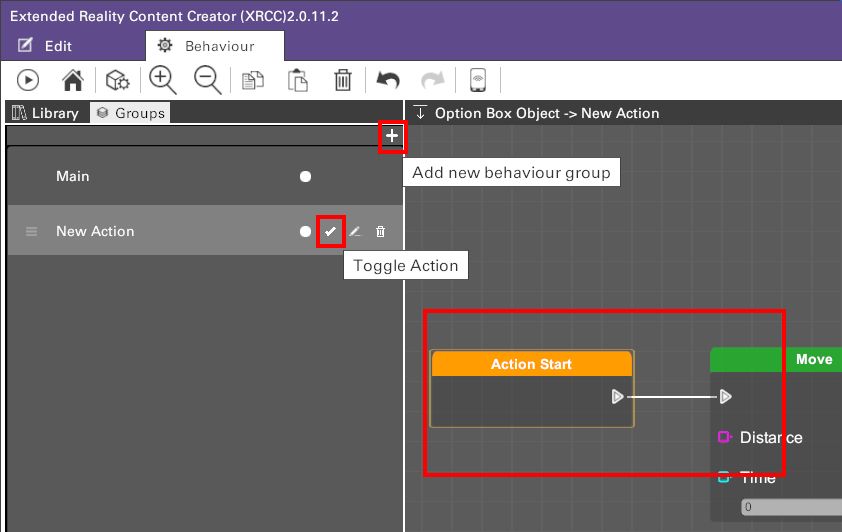 Extended Reality Content Creator (XRCC)2.0.11.2
Edit
Behaviour
Library
Groups
Option Box Object -> New Action
Main
Add new behaviour group
New Action
Toggle Action
Action Start
Move
Distance
Time
0